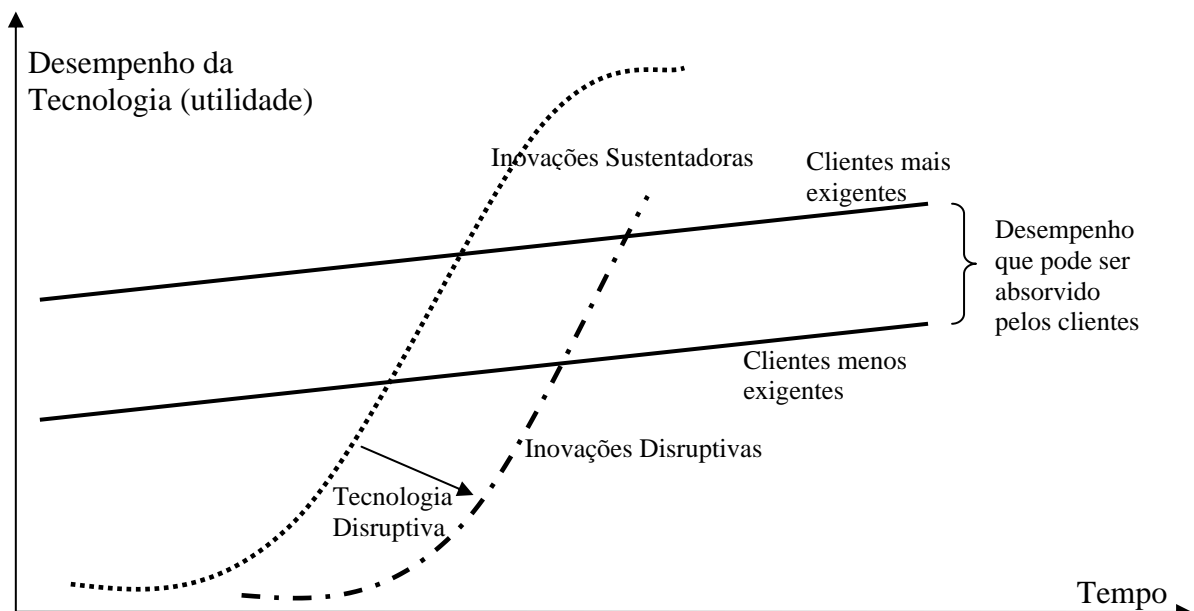 Desempenho da
Tecnologia (utilidade)
Inovações Sustentadoras
Clientes mais
exigentes
Desempenho
que pode ser
absorvido
pelos clientes
Clientes menos
exigentes
Inovações Disruptivas
Tecnologia
Disruptiva
Tempo